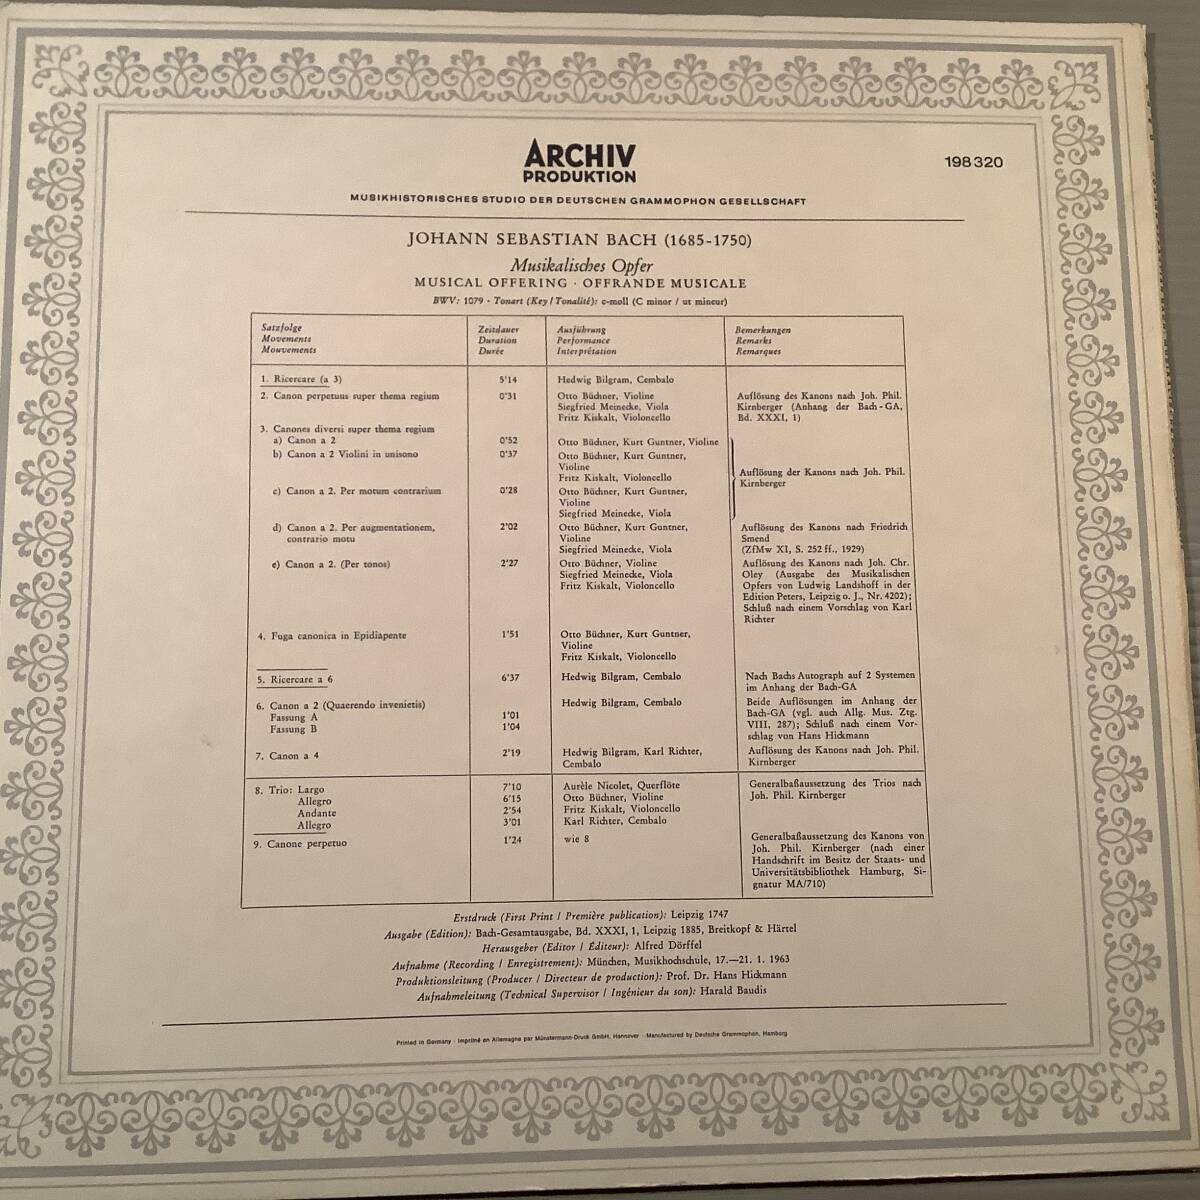 ARCHIV
PRODUKTION
198 320
MUSIKHISTORISCHES STUDIO DER DEUTSCHEN GRAMMOPHON GESELLSCHAFT
JOHANN SEBASTIAN BACH (1685-1750)
Musikalisches Opfer
MUSICAL OFFERING · OFFRANDE MUSICALE
BWV: 1079 · Tonart (Key / Tonalité): c-moll (C minor / ut mineur)
Satzfolge
Movements
Mouvements
Zeitdauer
Duration
Durée
Ausführung
Performance
Interprétation
Bemerkungen
Remarks
Remarques
1. Ricercare (a 3)
5'14
Hedwig Bilgram, Cembalo
2. Canon perpetuus super thema regium
0'31
Otto Büchner, Violine
Siegfried Meinecke, Viola
Fritz Kiskalt, Violoncello
Auflösung des Kanons nach Joh. Phil.
Kirnberger (Anhang der Bach-GA,
Bd. XXXI, 1)
3. Canones diversi super thema regium
a) Canon a 2
0'52
Otto Büchner, Kurt Guntner, Violine
b) Canon a 2 Violini in unisono
0'37
Otto Büchner, Kurt Guntner,
Violine
Fritz Kiskalt, Violoncello
Auflösung der Kanons nach Joh. Phil.
Kirnberger
c) Canon a 2. Per motum contrarium
0'28
Otto Büchner, Kurt Guntner,
Violine
Siegfried Meinecke, Viola
d) Canon a 2. Per augmentationem,
contrario motu
2'02
Otto Büchner, Kurt Guntner,
Violine
Siegfried Meinecke, Viola
Auflösung des Kanons nach Friedrich
Smend
(ZfMw XI, S. 252 ff., 1929)
e) Canon a 2. (Per tonos)
2'27
Otto Büchner, Violine
Siegfried Meinecke, Viola
Fritz Kiskalt, Violoncello
Auflösung des Kanons nach Joh. Chr.
Oley (Ausgabe des Musikalischen
Opfers von Ludwig Landshoff in der
Edition Peters, Leipzig o. J., Nr. 4202);
Schluß nach einem Vorschlag von Karl
Richter
4. Fuga canonica in Epidiapente
1'51
Otto Büchner, Kurt Guntner,
Violine
Fritz Kiskalt, Violoncello
5. Ricercare a 6
6'37
Hedwig Bilgram, Cembalo
Nach Bachs Autograph auf 2 Systemen
im Anhang der Bach-GA
6. Canon a 2 (Quaerendo invenietis)
Fassung A
Fassung B
1'01
1'04
Hedwig Bilgram, Cembalo
Beide Auflösungen im Anhang der
Bach-GA (vgl. auch Allg. Mus. Ztg.
VIII, 287); Schluß nach einem Vor-
schlag von Hans Hickmann
7. Canon a 4
2'19
Hedwig Bilgram, Karl Richter,
Cembalo
Auflösung des Kanons nach Joh. Phil.
Kirnberger
8. Trio: Largo
Allegro
Andante
Allegro
7'10
6'15
2'54
3'01
Aurèle Nicolet, Querflöte
Otto Büchner, Violine
Fritz Kiskalt, Violoncello
Karl Richter, Cembalo
Generalbaßaussetzung des Trios nach
Joh. Phil. Kirnberger
9. Canone perpetuo
1'24
wie 8
Generalbaßaussetzung des Kanons von
Joh. Phil. Kirnberger (nach einer
Handschrift im Besitz der Staats- und
Universitätsbibliothek Hamburg, Si-
gnatur MA/710)
Erstdruck (First Print / Première publication): Leipzig 1747
Ausgabe (Edition): Bach-Gesamtausgabe, Bd. XXXI, 1, Leipzig 1885, Breitkopf & Härtel
Herausgeber (Editor / Éditeur): Alfred Dörffel
Aufnahme (Recording / Enregistrement): München, Musikhochschule, 17.—21. 1. 1963
Produktionsleitung (Producer / Directeur de production): Prof. Dr. Hans Hickmann
Aufnahmeleitung (Technical Supervisor / Ingénieur du son): Harald Baudis
Printed in Germany · Imprimé en Allemagne par Münstermann-Druck GmbH, Hannover · Manufactured by Deutsche Grammophon, Hamburg